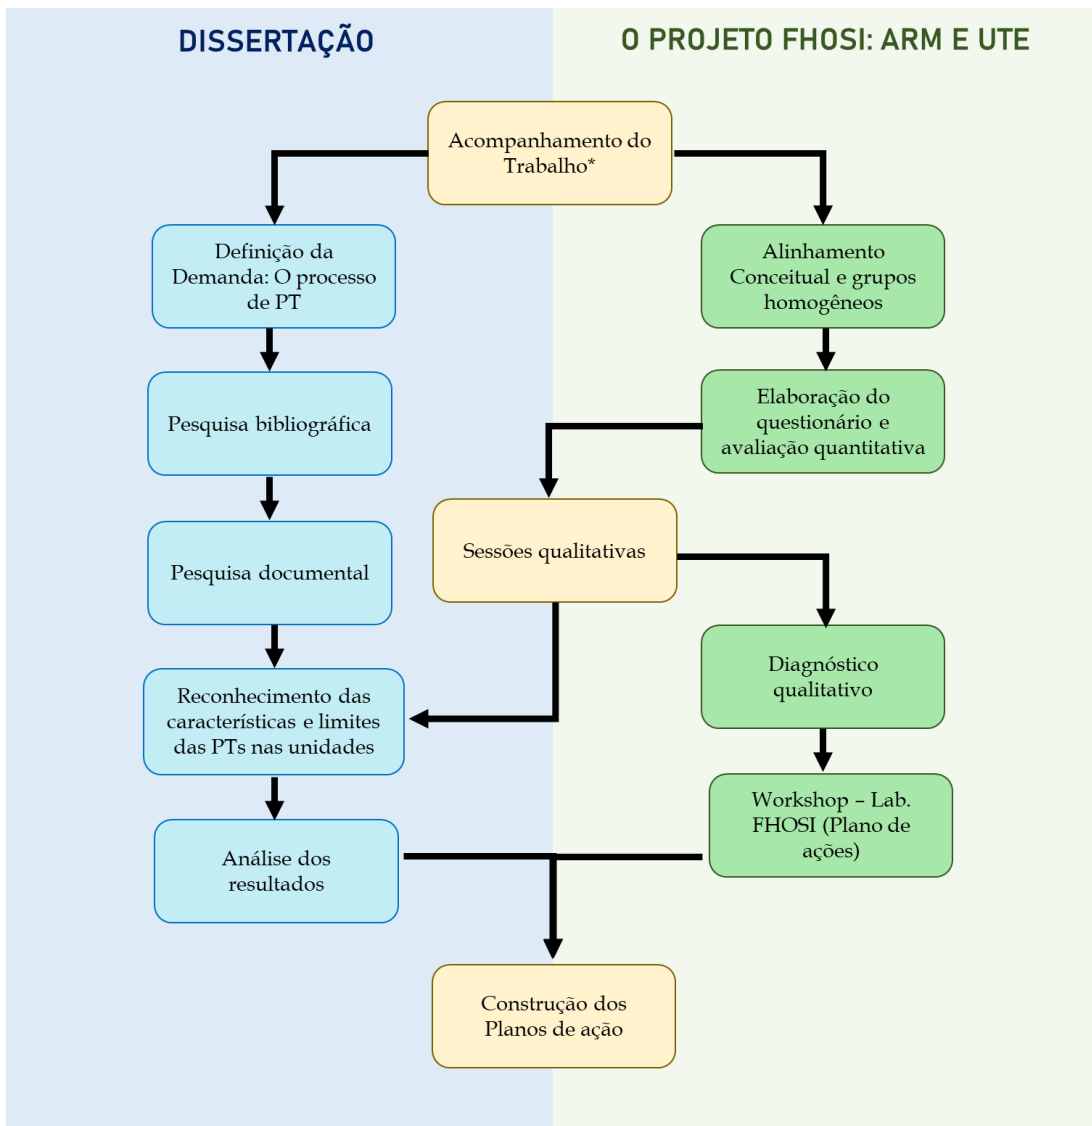 DISSERTAÇÃO
O PROJETO FHOSI: ARM E UTE
Acompanhamento do
Trabalho*
Definição da
Demanda: O processo
de PT
Alinhamento
Conceitual e grupos
homogêneos
Pesquisa bibliográfica
Elaboração do
questionário e
avaliação quantitativa
Pesquisa documental
Sessões qualitativas
Reconhecimento das
características e limites
das PTs nas unidades
Diagnóstico
qualitativo
Análise dos
resultados
Workshop – Lab.
FHOSI (Plano de
ações)
Construção dos
Planos de ação